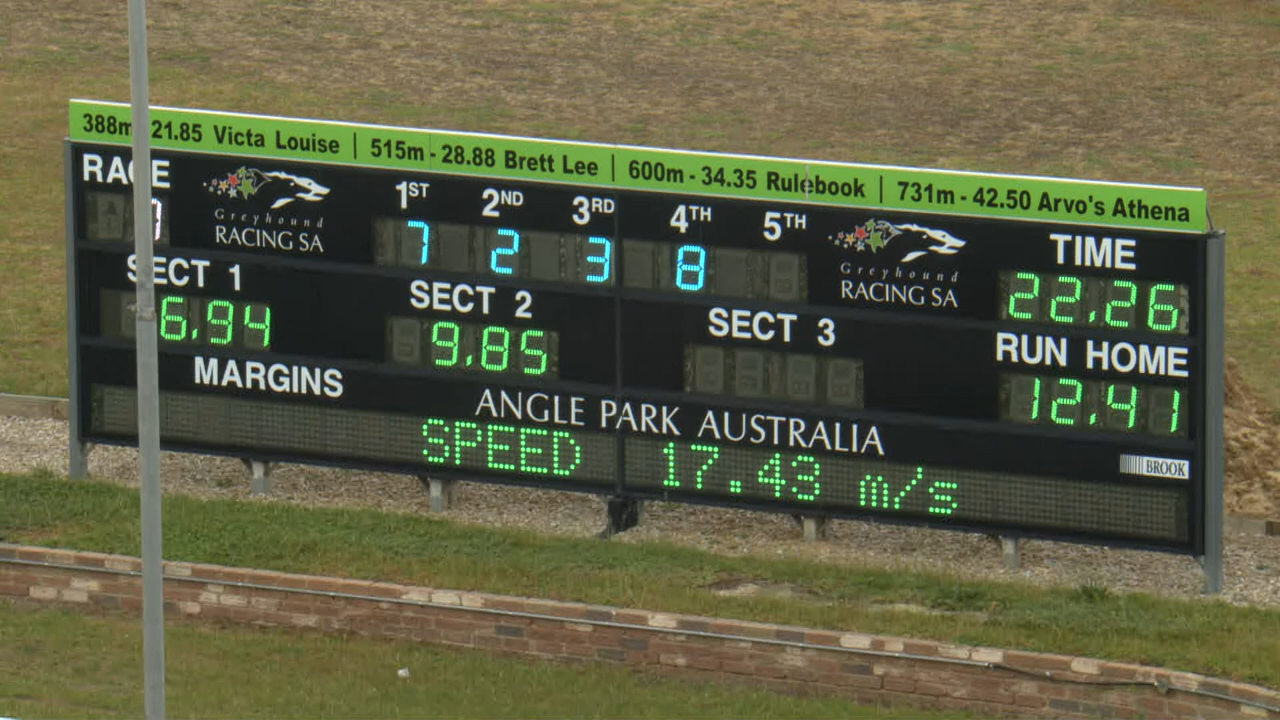 388m 21.85 Victa Louise | 515m - 28.88 Brett Lee | 600m - 34.35 Rulebook | 731m - 42.50 Arvo's Athena
RACE
Greyhound
RACING SA
1ST 2ND 3RD 4TH 5TH
7 2 3 8
Greyhound
RACING SA
TIME
22.26
SECT 1
6.94
SECT 2
9.85
SECT 3
RUN HOME
12.41
MARGINS
ANGLE PARK AUSTRALIA
BROOK
SPEED 17.43 m/s